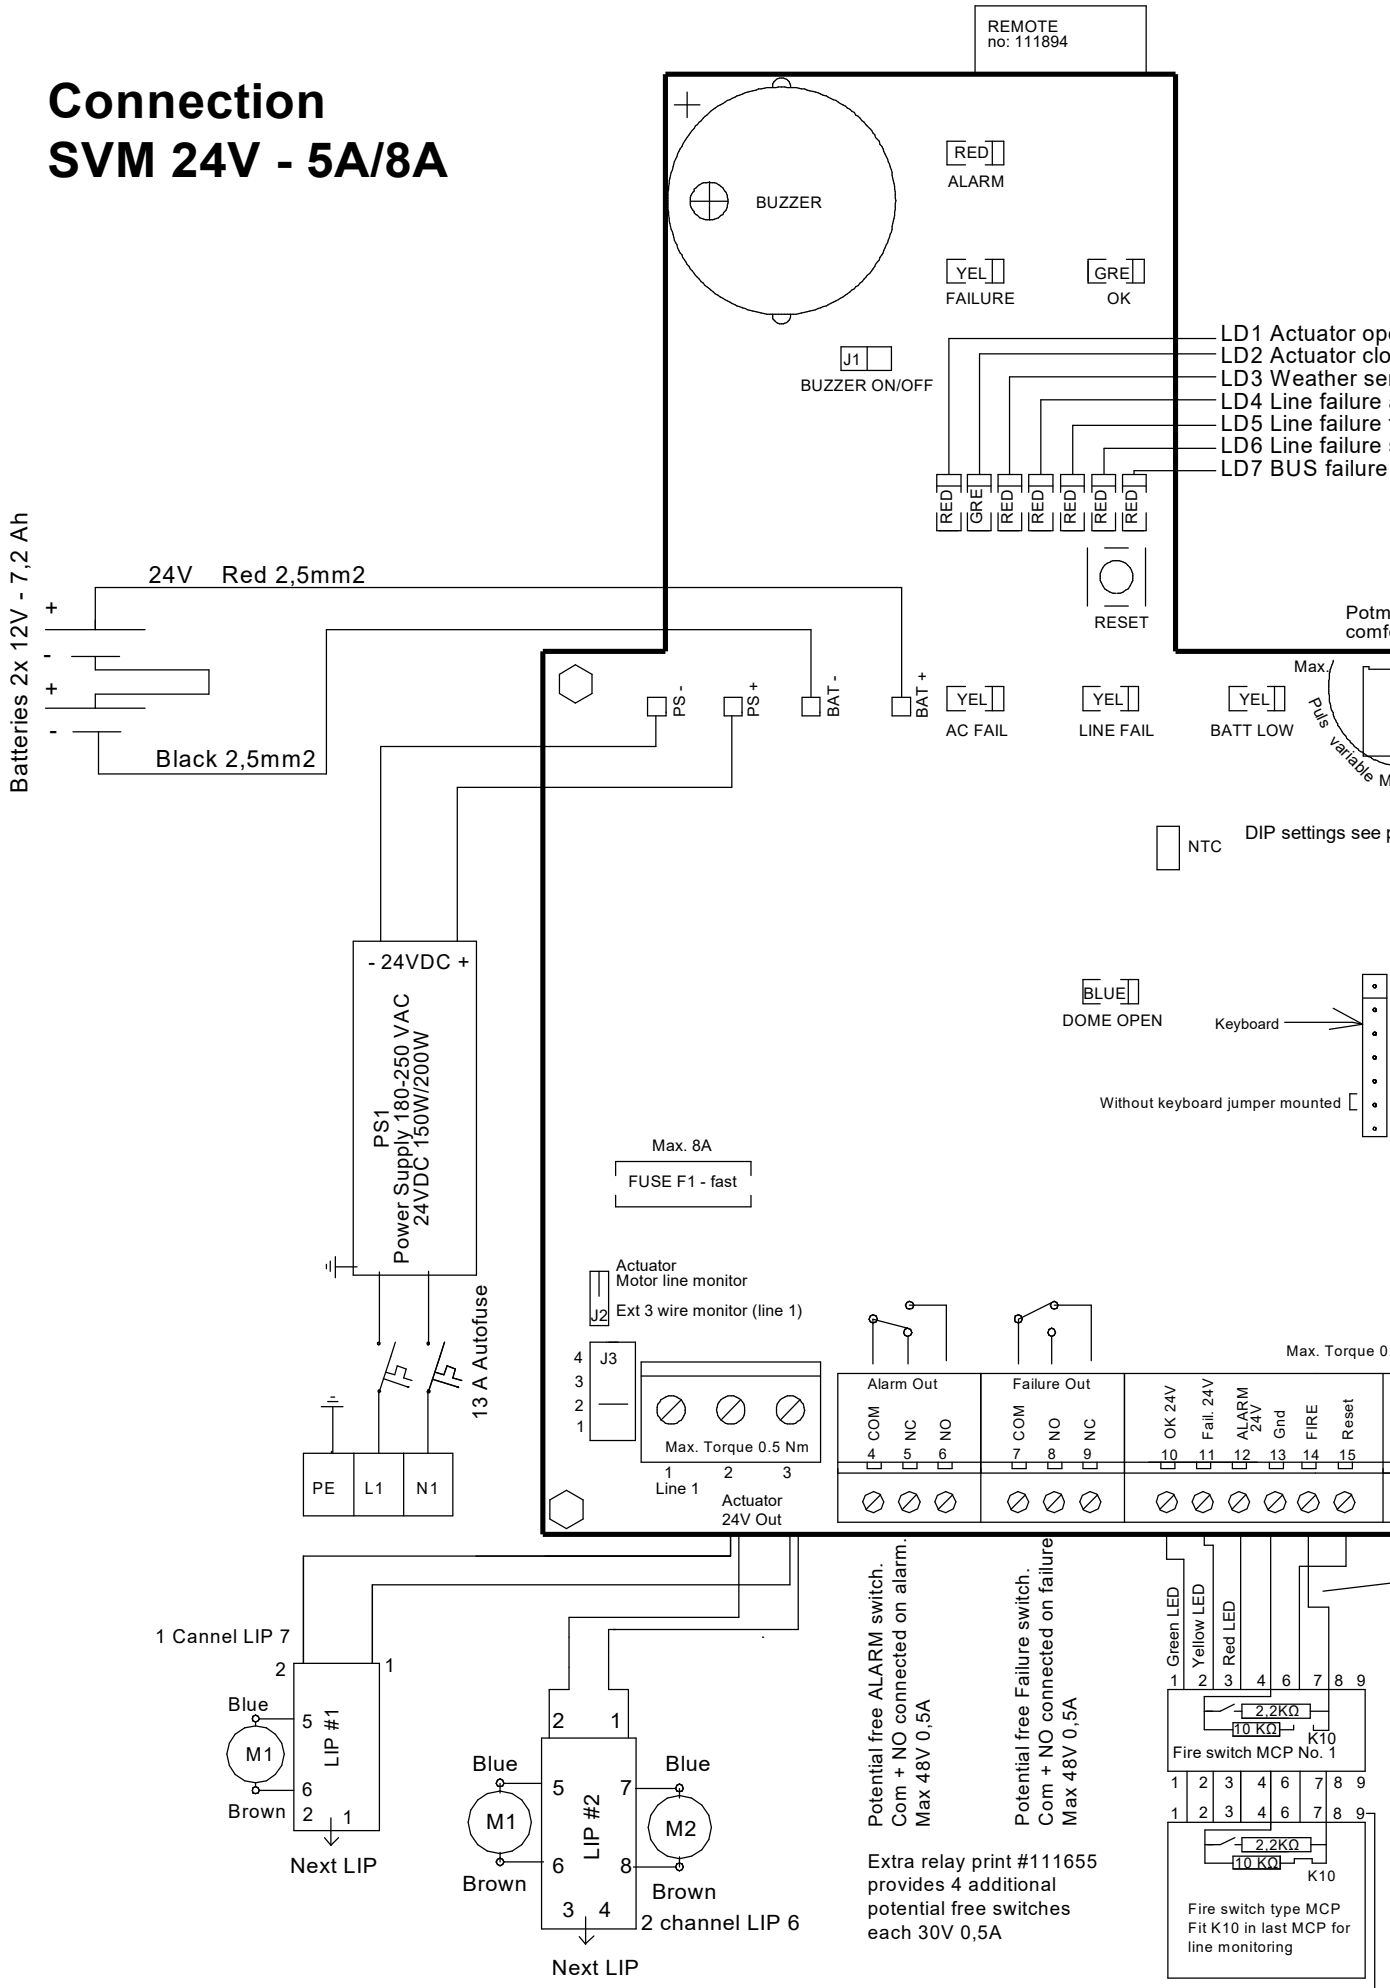 REMOTE
no: 111894
Connection
SVM 24V - 5A/8A
BUZZER
RED
ALARM
YEL
FAILURE
GRE
OK
J1
BUZZER ON/OFF
LD1 Actuator
LD2 Actuator
LD3 Weather
LD4 Line failure
LD5 Line failure
LD6 Line failure
LD7 BUS failure
RED
GRE
RED
RED
RED
RED
RED
RESET
Batteries 2x 12V - 7,2 Ah
24V Red 2,5mm2
+
-
+
-
Black 2,5mm2
PS -
PS +
BAT -
BAT +
YEL
AC FAIL
YEL
LINE FAIL
YEL
BATT LOW
Max.
Puls variable
NTC
DIP settings see
- 24VDC +
PS1
Power Supply 180-250 VAC
24VDC 150W/200W
BLUE
DOME OPEN
Keyboard
Without keyboard jumper mounted
Max. 8A
FUSE F1 - fast
Actuator
Motor line monitor
J2 Ext 3 wire monitor (line 1)
13 A Autofuse
4 J3
3
2
1
Max. Torque 0.5 Nm
1 2 3
Line 1
Actuator
24V Out
PE L1 N1
Alarm Out
COM NC NO
4 5 6
Failure Out
COM NO NC
7 8 9
Max. Torque
OK 24V
Fail. 24V
ALARM
24V
Gnd
FIRE
Reset
10 11 12 13 14 15
Potential free ALARM switch.
Com + NO connected on alarm.
Max 48V 0,5A
Potential free Failure switch.
Com + NO connected on failure
Max 48V 0,5A
Green LED
Yellow LED
Red LED
1 Cannel LIP 7
2 1
Blue
5
M1
LIP #1
6
Brown
2 1
Next LIP
2 1
Blue
5 7
Blue
M1
LIP #2
M2
6 8
Brown
Brown
3 4
2 channel LIP 6
Next LIP
Extra relay print #111655
provides 4 additional
potential free switches
each 30V 0,5A
1 2 3 4 6 7 8 9
2,2KΩ
10 KΩ
K10
Fire switch MCP No. 1
1 2 3 4 6 7 8 9
1 2 3 4 6 7 8 9
2,2KΩ
10 KΩ
K10
Fire switch type MCP
Fit K10 in last MCP for
line monitoring